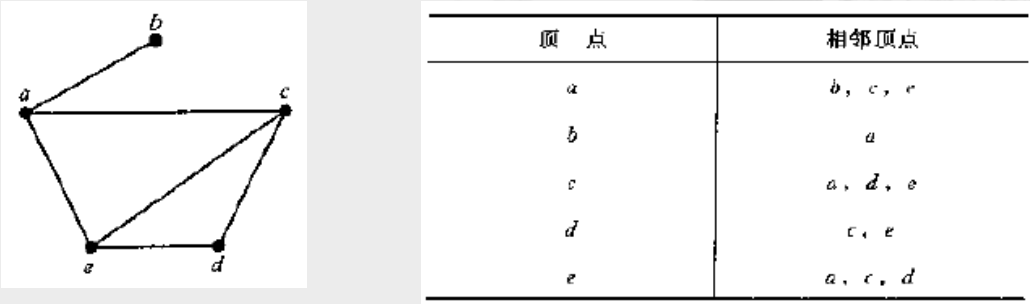 b
a
c
e
d
顶 点 相邻顶点
a b, c, e
b a
c a, d, e
d c, e
e a, c, d